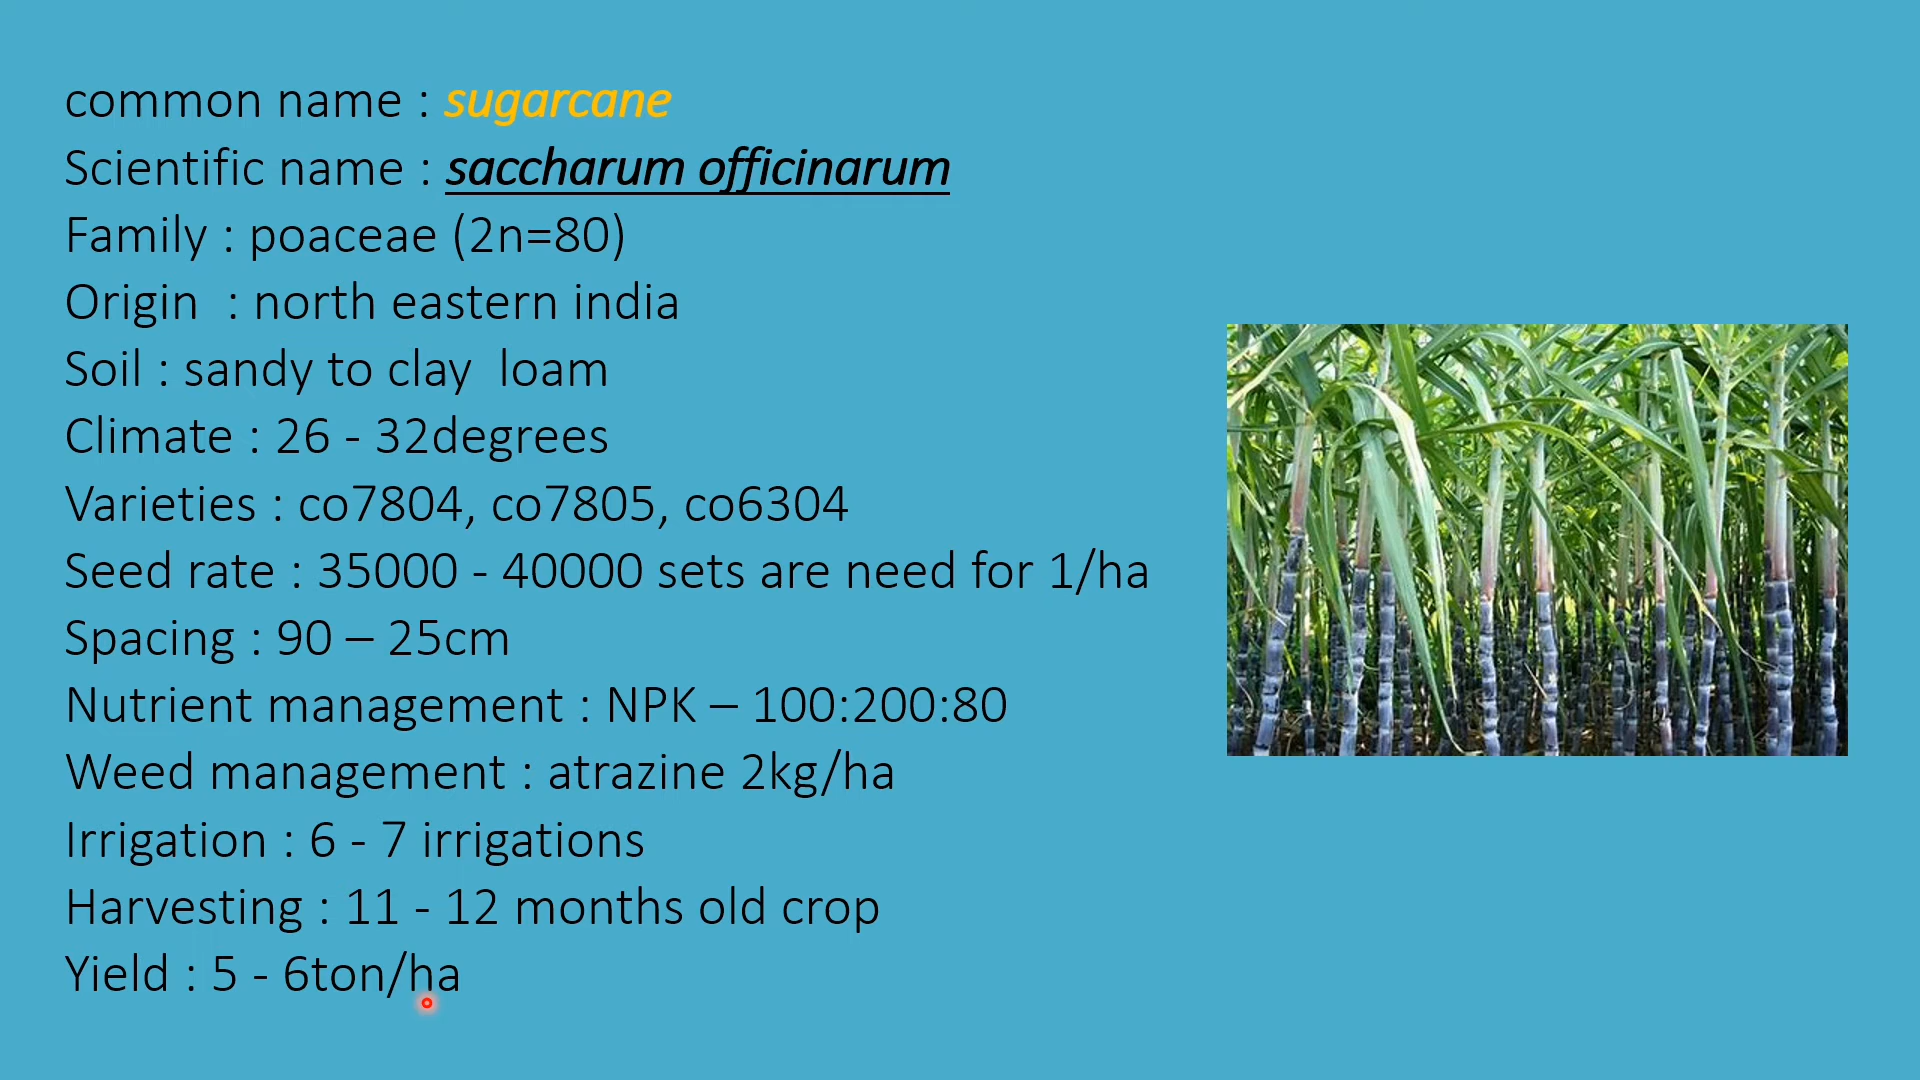 common name : sugarcane
Scientific name : saccharum officinarum
Family : poaceae (2n=80)
Origin  : north eastern india
Soil : sandy to clay  loam
Climate : 26 - 32degrees
Varieties : co7804, co7805, co6304
Seed rate : 35000 - 40000 sets are need for 1/ha
Spacing : 90 – 25cm
Nutrient management : NPK – 100:200:80
Weed management : atrazine 2kg/ha
Irrigation : 6 - 7 irrigations
Harvesting : 11 - 12 months old crop
Yield : 5 - 6ton/ha